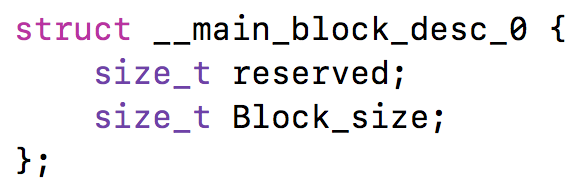 struct __main_block_desc_0 {
    size_t reserved;
    size_t Block_size;
};